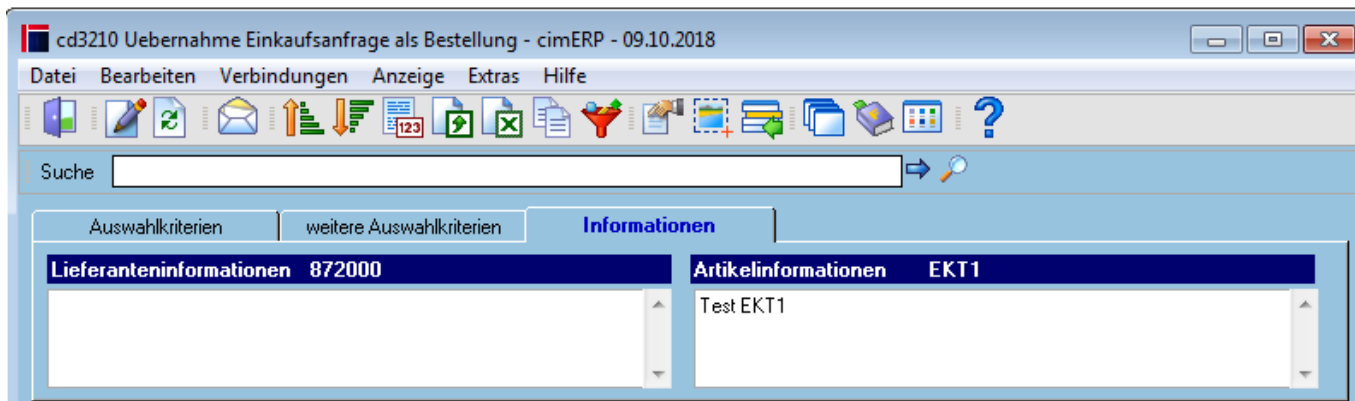 cd3210 Uebernahme Einkaufsanfrage als Bestellung - cimERP - 09.10.2018
Datei Bearbeiten Verbindungen Anzeige Extras Hilfe
123
Suche
Auswahlkriterien weitere Auswahlkriterien Informationen
Lieferanteninformationen 872000 Artikelinformationen EKT1
Test EKT1